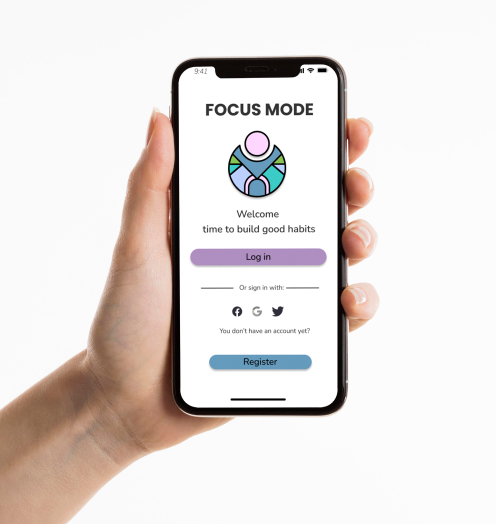 9:41
FOCUS MODE
Welcome
time to build good habits
Log in
Or sign in with:
You don't have an account yet?
Register